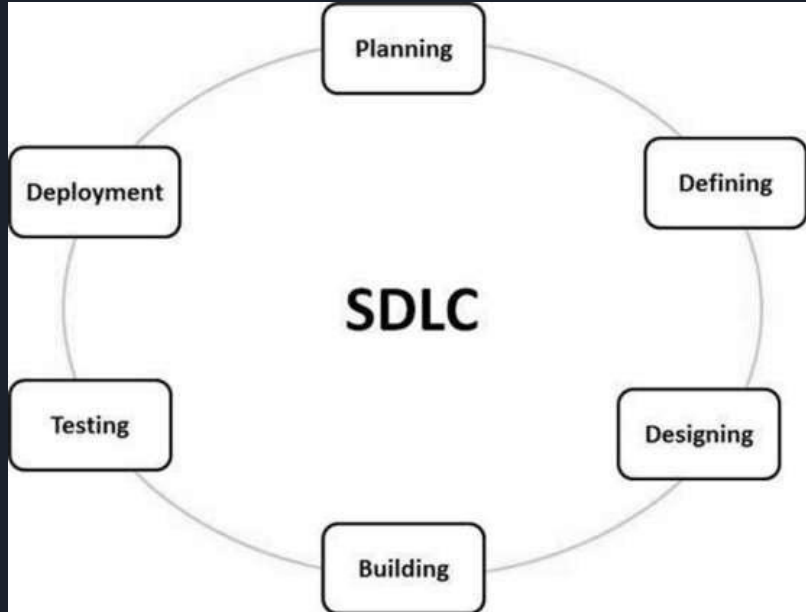 Planning
Defining
Designing
Building
Testing
Deployment
SDLC